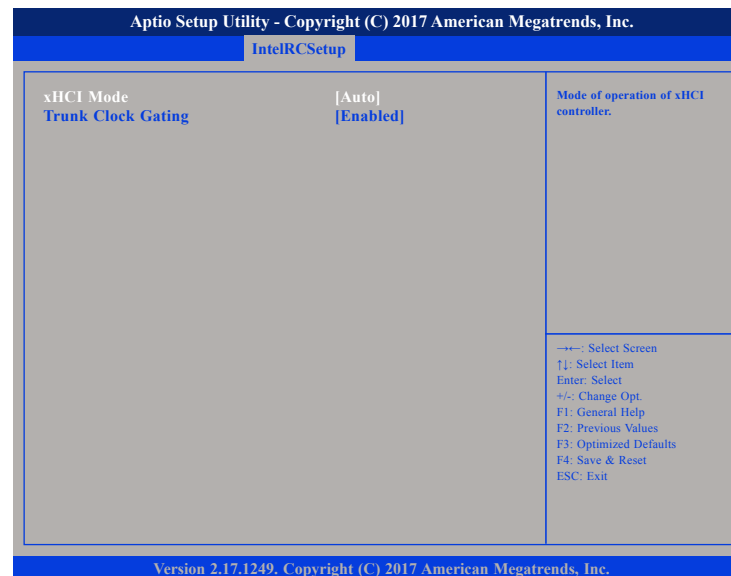 Aptio Setup Utility - Copyright (C) 2017 American Megatrends, Inc.
IntelRCSetup
xHCI Mode [Auto]
Trunk Clock Gating [Enabled]
Mode of operation of xHCI
controller.
→←: Select Screen
↑↓: Select Item
Enter: Select
+/-: Change Opt.
F1: General Help
F2: Previous Values
F3: Optimized Defaults
F4: Save & Reset
ESC: Exit
Version 2.17.1249. Copyright (C) 2017 American Megatrends, Inc.